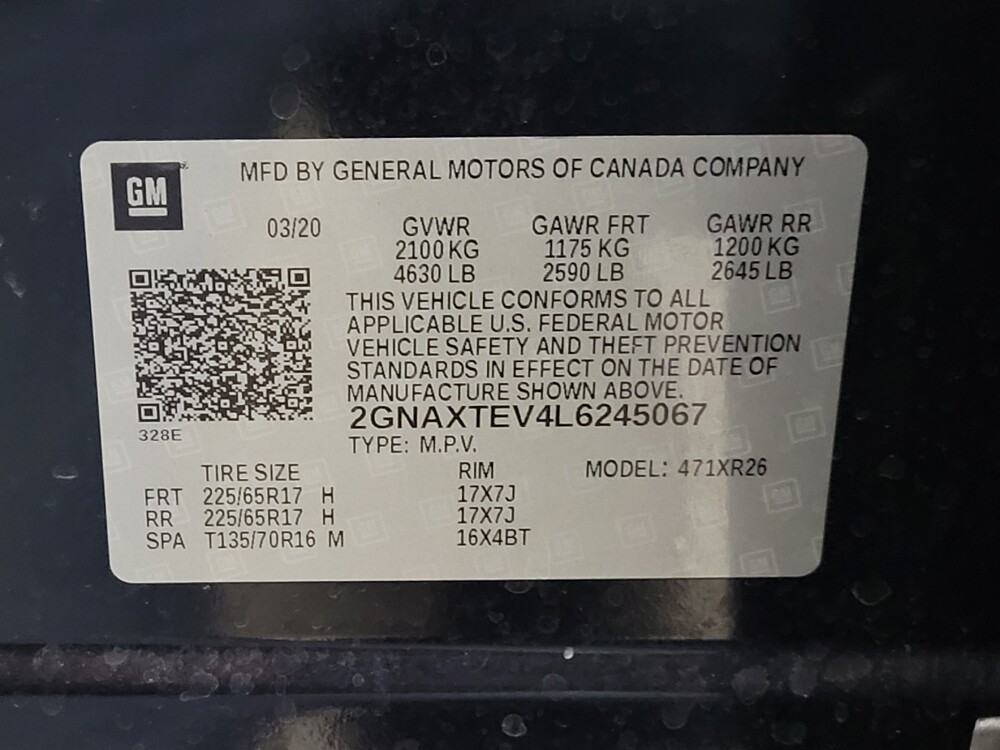 GM
MFD BY GENERAL MOTORS OF CANADA COMPANY
03/20 GVWR GAWR FRT GAWR RR
2100 KG 1175 KG 1200 KG
4630 LB 2590 LB 2645 LB
THIS VEHICLE CONFORMS TO ALL
APPLICABLE U.S. FEDERAL MOTOR
VEHICLE SAFETY AND THEFT PREVENTION
STANDARDS IN EFFECT ON THE DATE OF
MANUFACTURE SHOWN ABOVE.
2GNAXTEV4L6245067
328E
TYPE: M.P.V.
TIRE SIZE RIM MODEL: 471XR26
FRT 225/65R17 H 17X7J
RR 225/65R17 H 17X7J
SPA T135/70R16 M 16X4BT